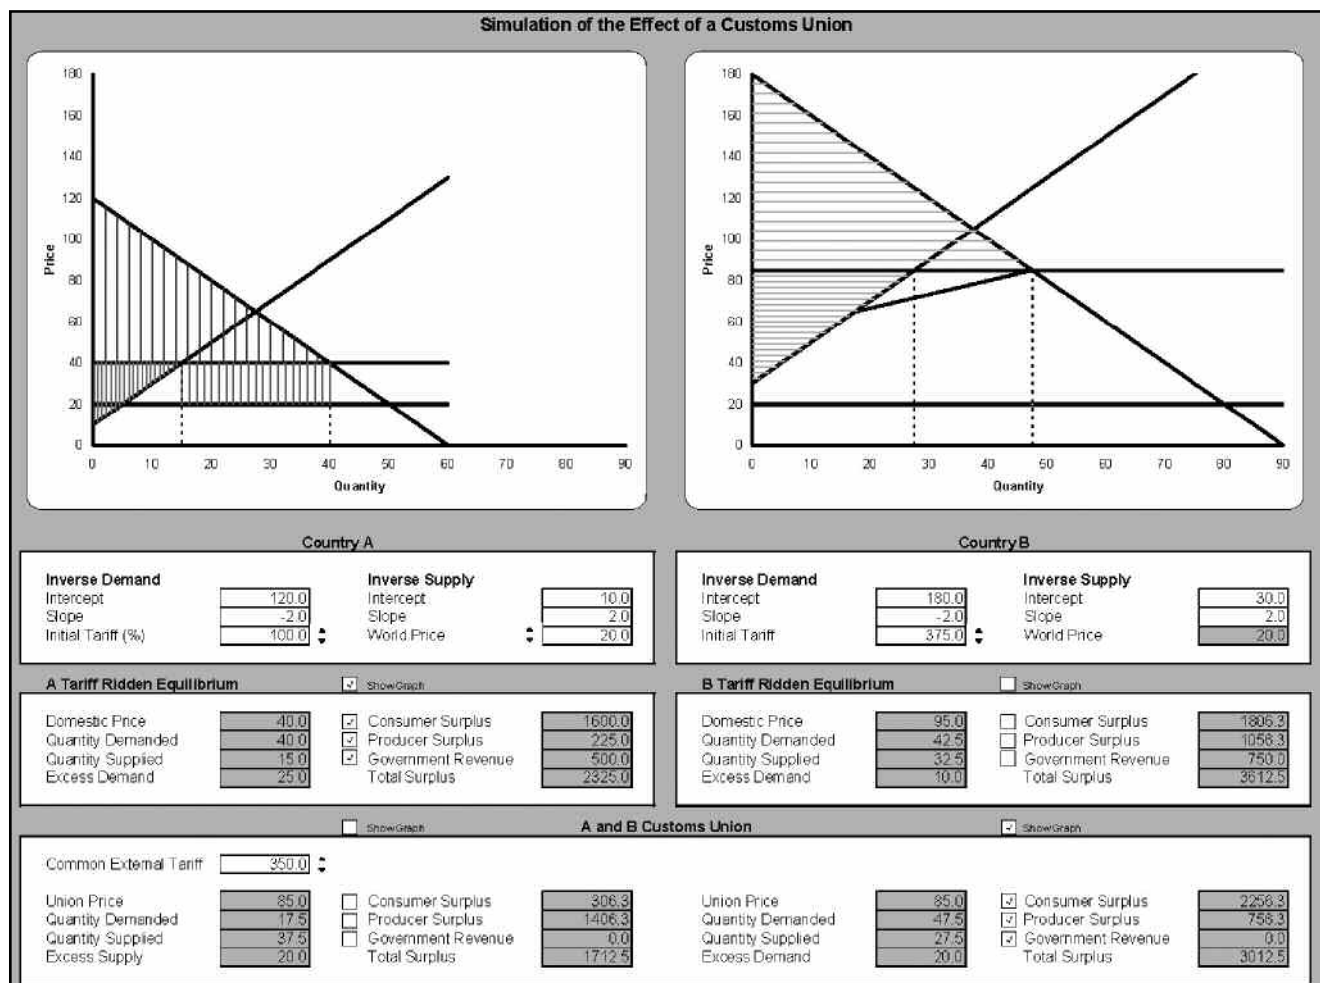 Simulation of the Effect of a Customs Union
180
160
140
120
100
80
60
40
20
0
Price
0 10 20 30 40 50 60 70 80 90
Quantity
180
160
140
120
100
80
60
40
20
0
Price
0 10 20 30 40 50 60 70 80 90
Quantity
Country A
Inverse Demand Inverse Supply
Intercept 120.0 Intercept 10.0
Slope -2.0 Slope 2.0
Initial Tariff (%) 100.0 World Price 20.0
Country B
Inverse Demand Inverse Supply
Intercept 180.0 Intercept 30.0
Slope -2.0 Slope 2.0
Initial Tariff 375.0 World Price 20.0
A Tariff Ridden Equilibrium Show Graph
Domestic Price 40.0 Consumer Surplus 1600.0
Quantity Demanded 40.0 Producer Surplus 225.0
Quantity Supplied 15.0 Government Revenue 500.0
Excess Demand 25.0 Total Surplus 2325.0
B Tariff Ridden Equilibrium Show Graph
Domestic Price 95.0 Consumer Surplus 1806.3
Quantity Demanded 42.5 Producer Surplus 1056.3
Quantity Supplied 32.5 Government Revenue 750.0
Excess Demand 10.0 Total Surplus 3612.5
Show Graph A and B Customs Union Show Graph
Common External Tariff 350.0
Union Price 85.0 Consumer Surplus 306.3
Quantity Demanded 17.5 Producer Surplus 1406.3
Quantity Supplied 37.5 Government Revenue 0.0
Excess Supply 20.0 Total Surplus 1712.5
Union Price 85.0 Consumer Surplus 2256.3
Quantity Demanded 47.5 Producer Surplus 756.3
Quantity Supplied 27.5 Government Revenue 0.0
Excess Demand 20.0 Total Surplus 3012.5